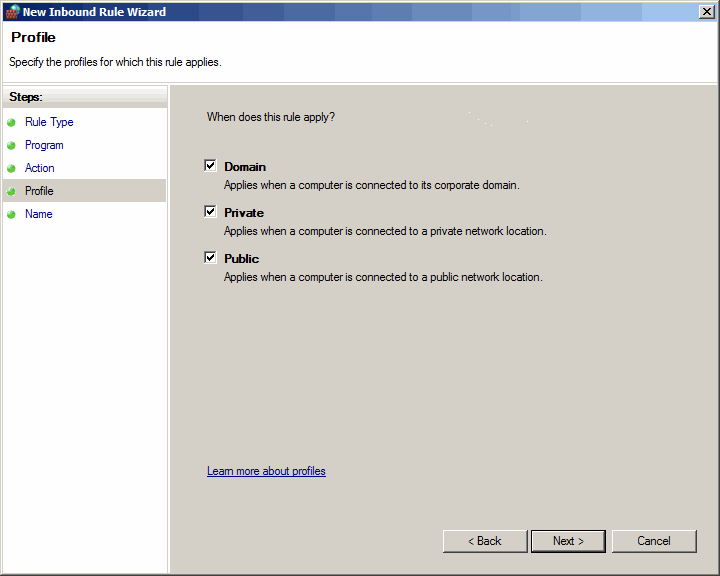 New Inbound Rule Wizard
Profile
Specify the profiles for which this rule applies.
Steps:
Rule Type
Program
Action
Profile
Name
When does this rule apply?
Domain
Applies when a computer is connected to its corporate domain.
Private
Applies when a computer is connected to a private network location.
Public
Applies when a computer is connected to a public network location.
Learn more about profiles
< Back
Next >
Cancel